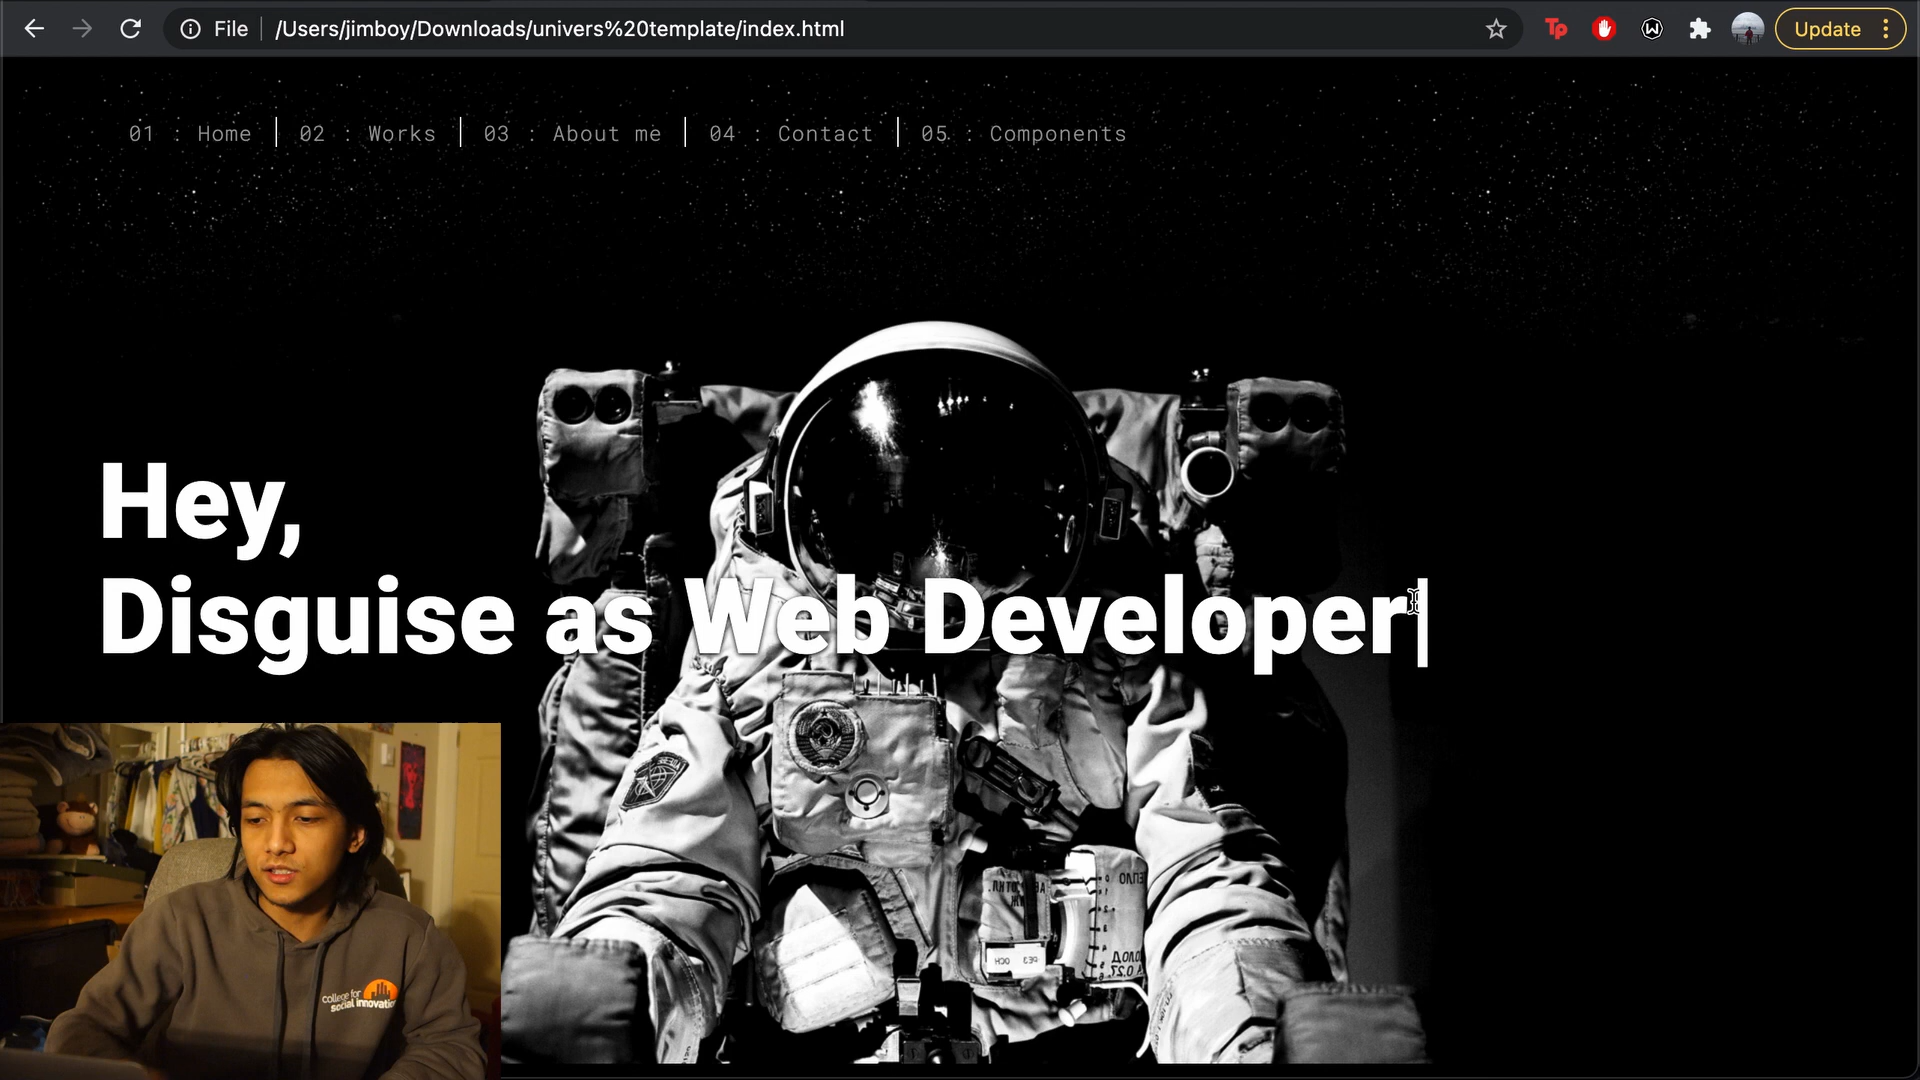 File
/Users/jimboy/Downloads/univers%20template/index.html
Tp
Update
01 : Home
02 : Works
03 : About me
04 : Contact
05 : Components
Hey,
Disguise as Web Developer
college for
social innovation